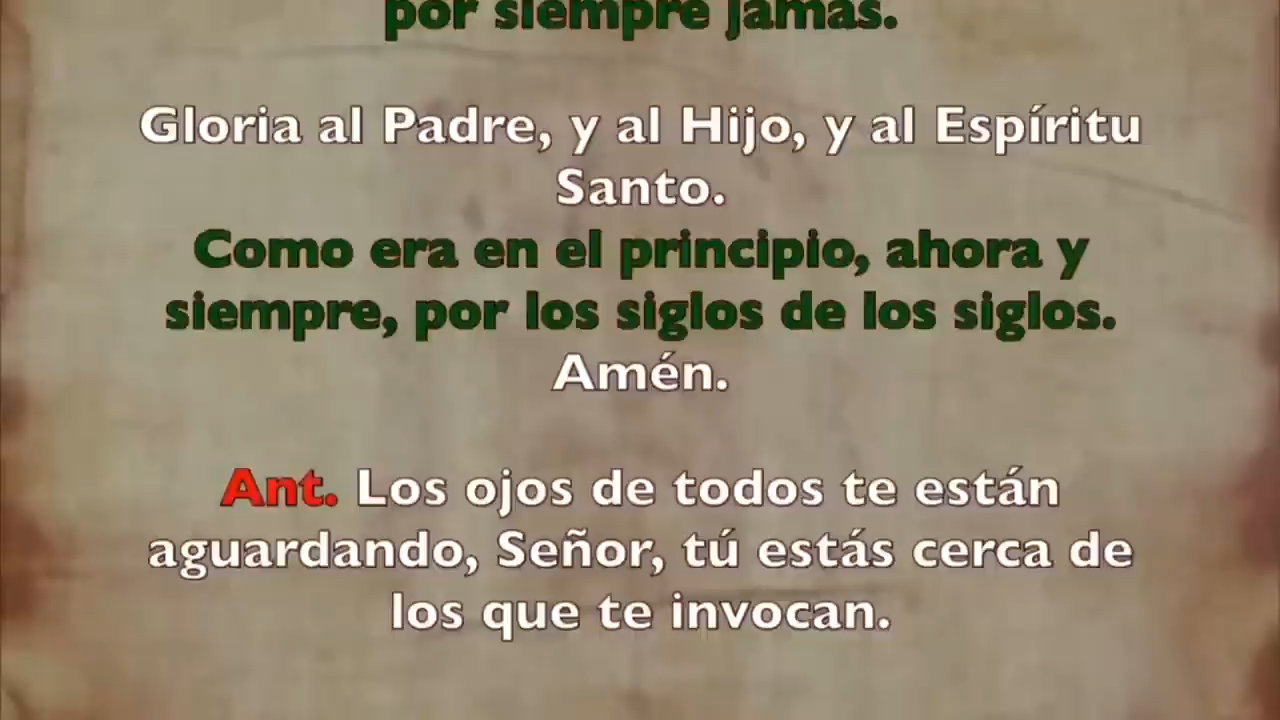 por siempre jamás.
Gloria al Padre, y al Hijo, y al Espíritu
Santo.
Como era en el principio, ahora y
siempre, por los siglos de los siglos.
Amén.
Ant. Los ojos de todos te están
aguardando, Señor, tú estás cerca de
los que te invocan.